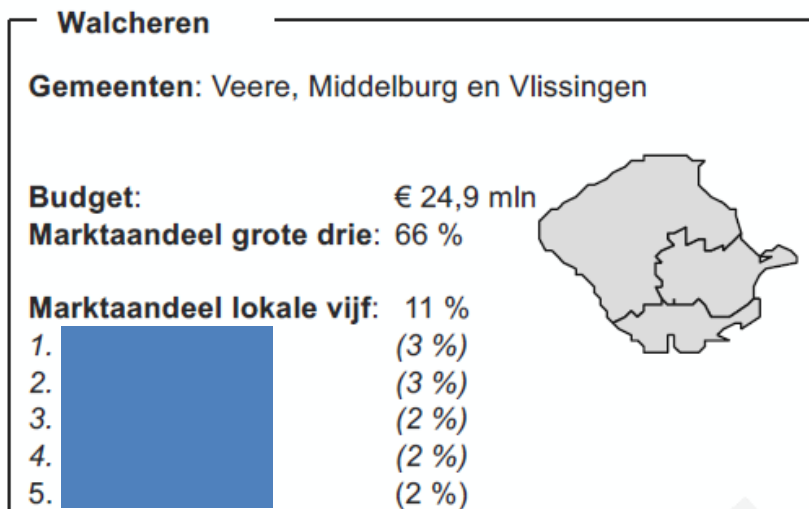 Walcheren
Gemeenten: Veere, Middelburg en Vlissingen
Budget: € 24,9 mln
Marktaandeel grote drie: 66 %
Marktaandeel lokale vijf: 11 %
1. (3 %)
2. (3 %)
3. (2 %)
4. (2 %)
5. (2 %)